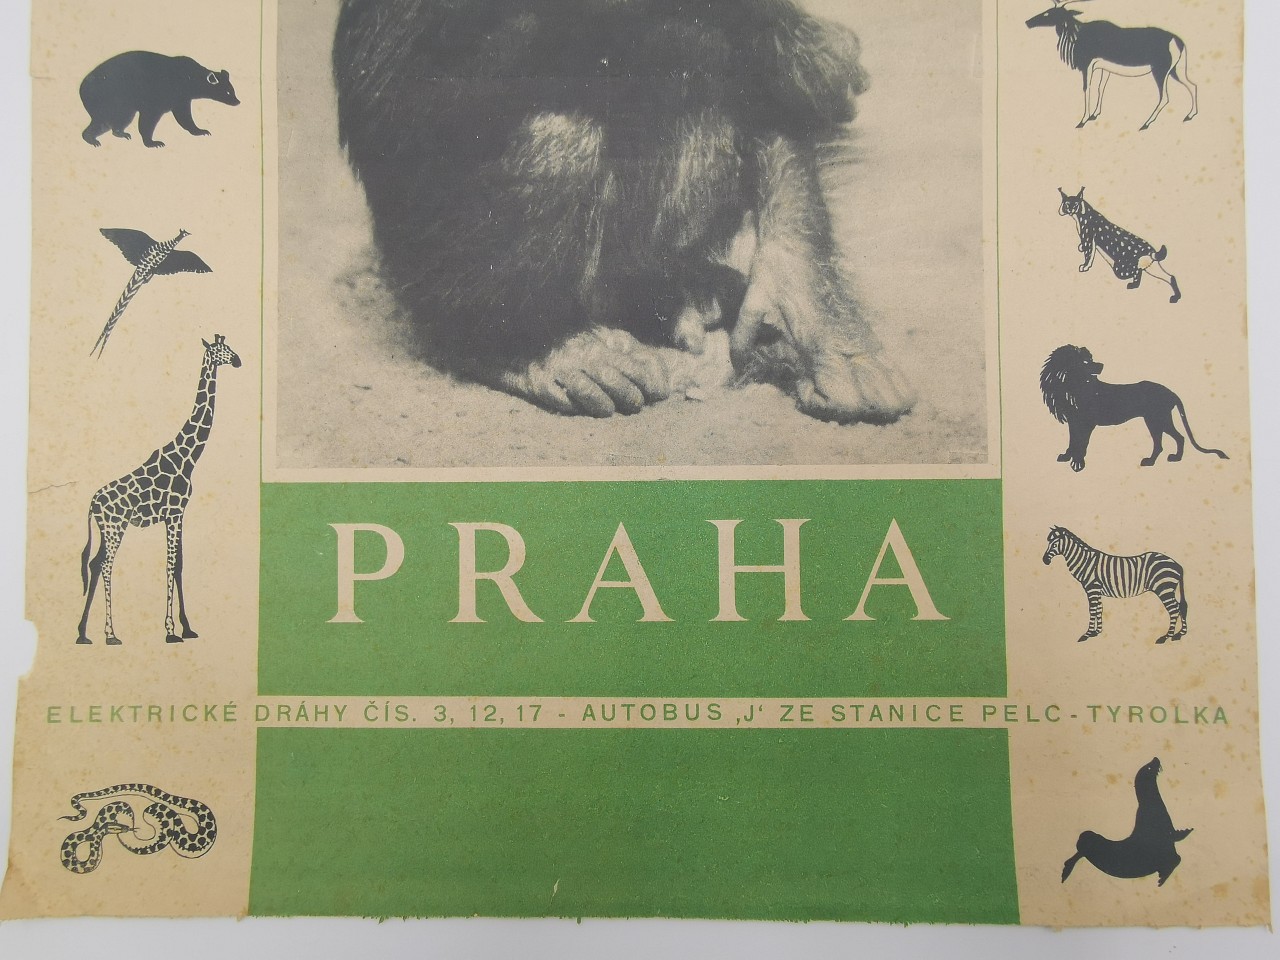 PRAHA
ELEKTRICKÉ DRÁHY ČÍS. 3, 12, 17 - AUTOBUS ‚J‘ ZE STANICE PELC-TYROLKA